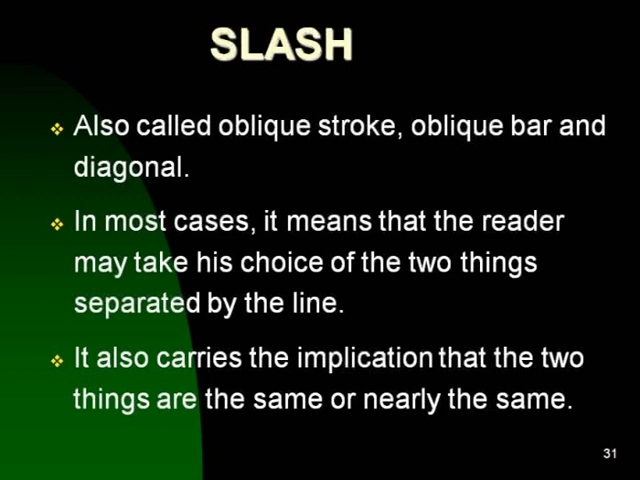 SLASH
Also called oblique stroke, oblique bar and
diagonal.
In most cases, it means that the reader
may take his choice of the two things
separated by the line.
It also carries the implication that the two
things are the same or nearly the same.
31